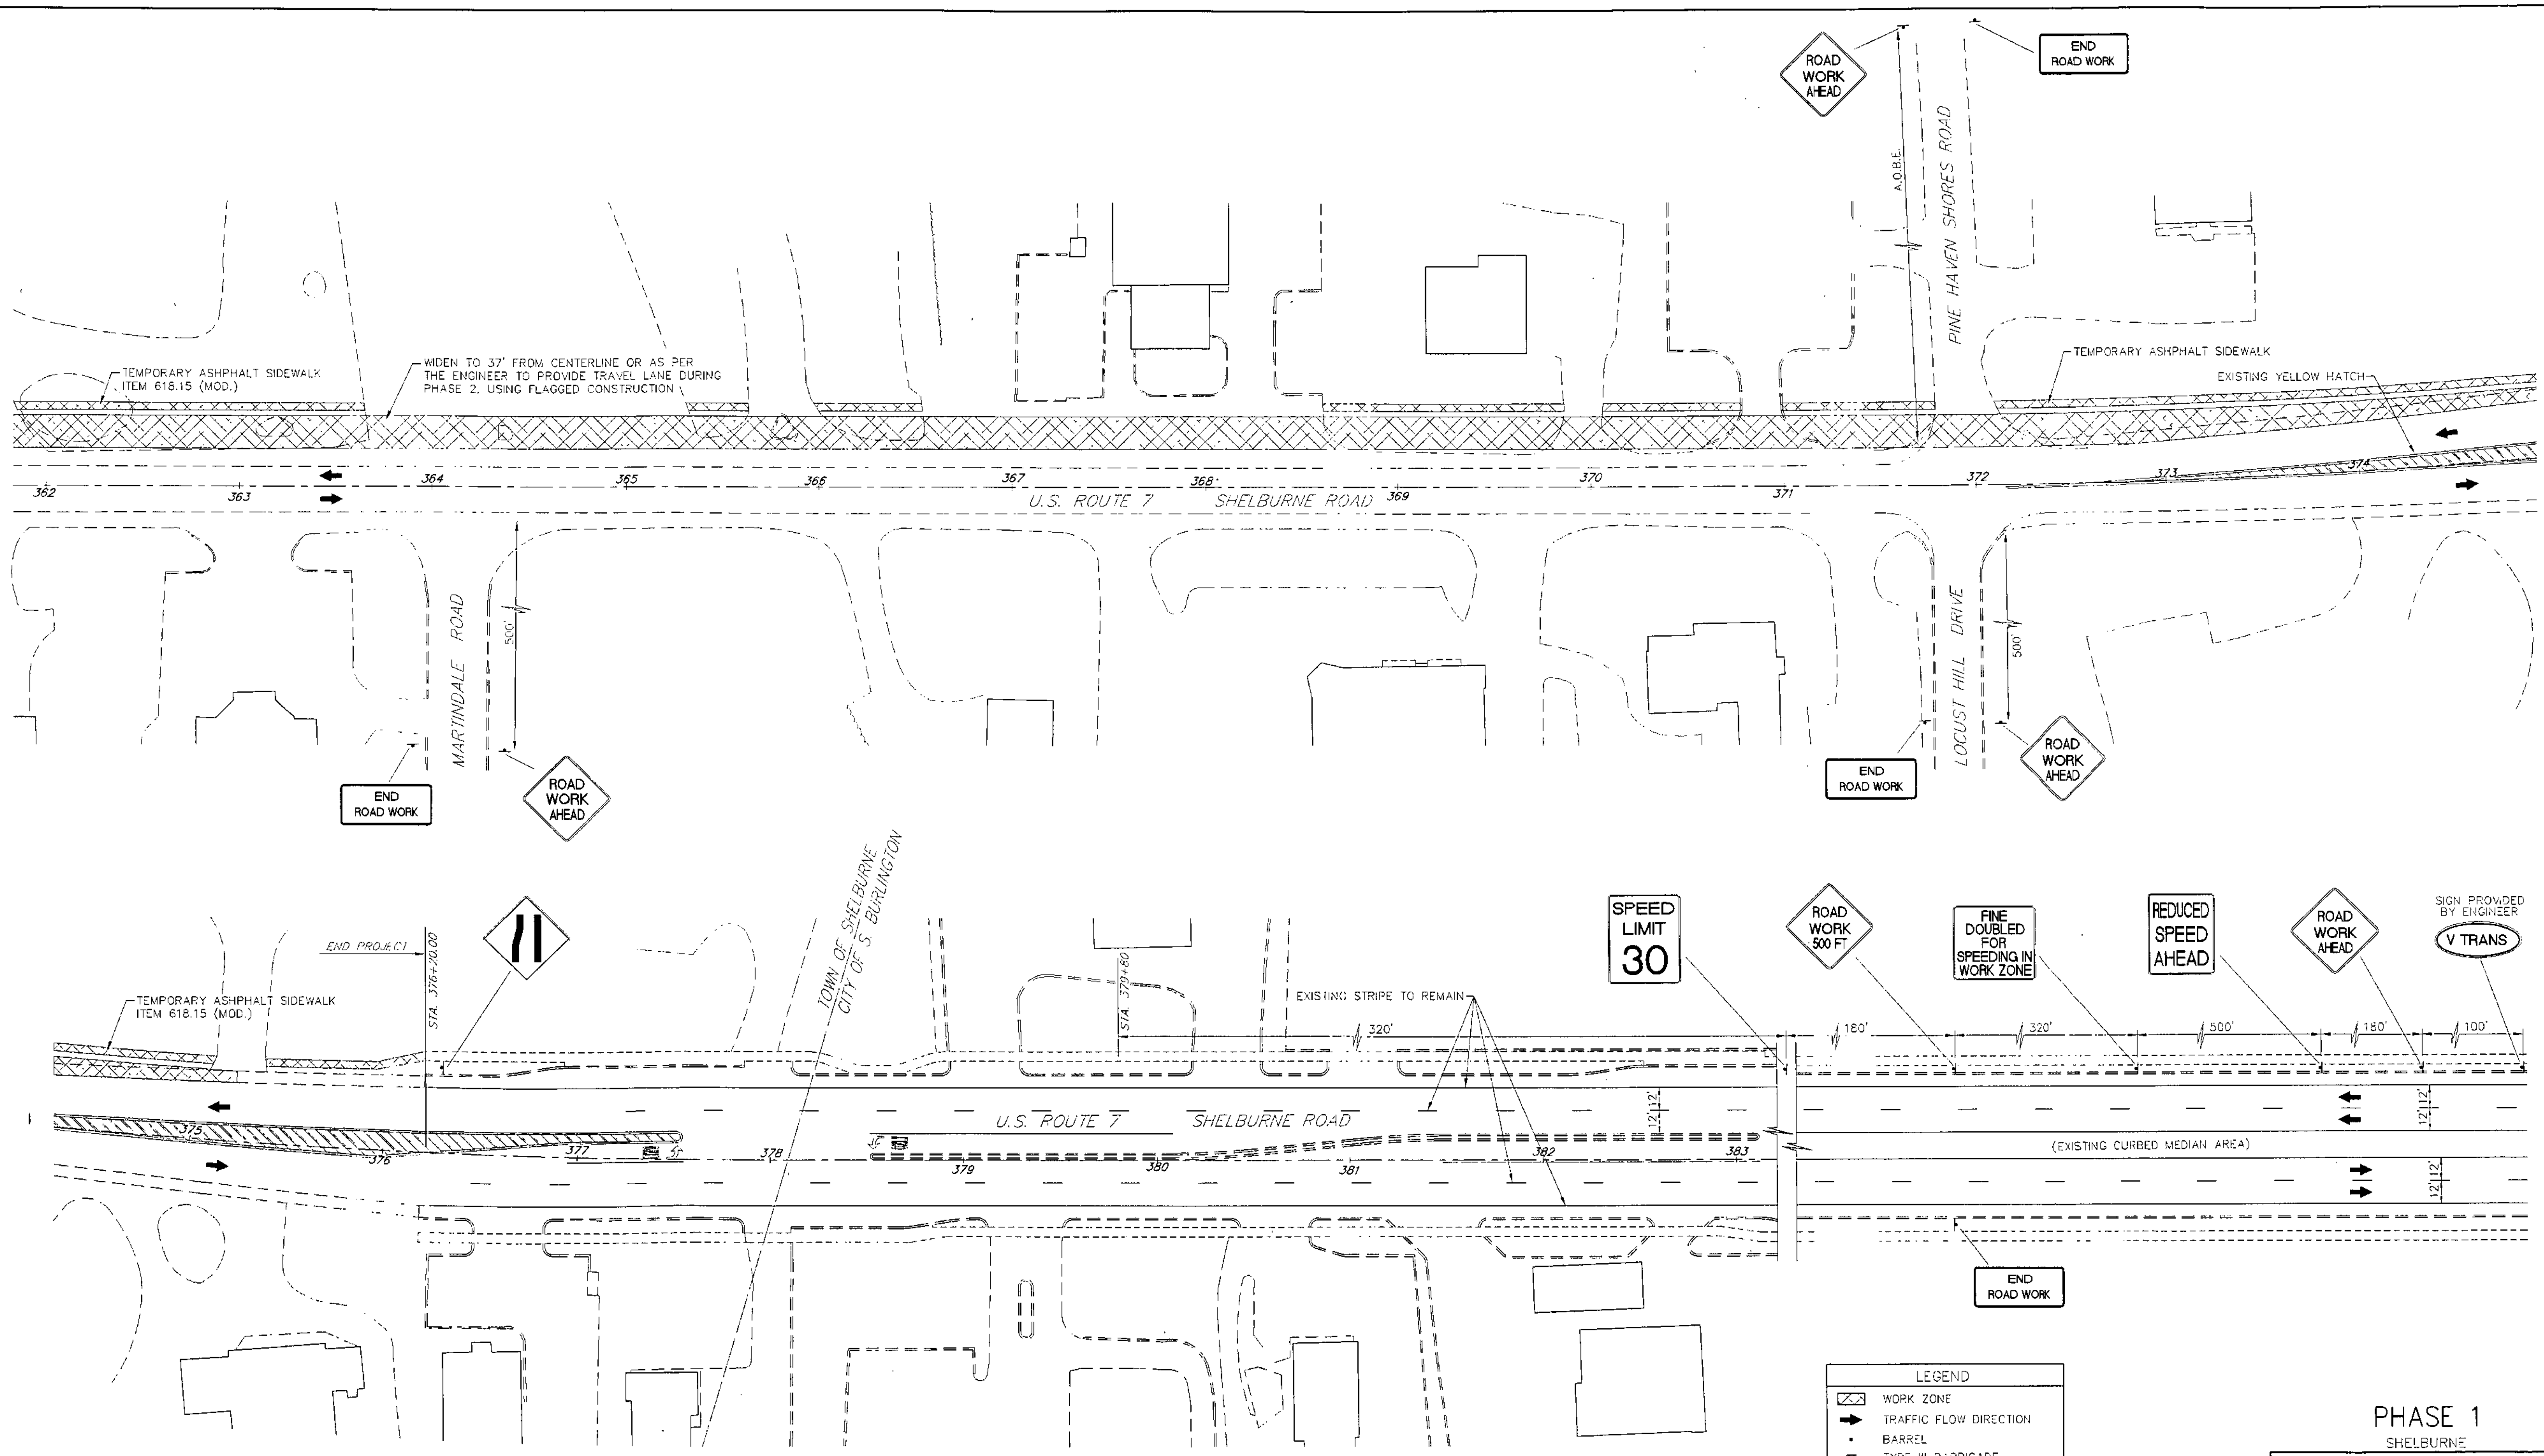 ROAD
WORK
AHEAD
END
ROAD WORK
A.O.B.E.
PINE HAVEN SHORES ROAD
TEMPORARY ASHPHALT SIDEWALK
ITEM 618.15 (MOD.)
WIDEN TO 37' FROM CENTERLINE OR AS PER
THE ENGINEER TO PROVIDE TRAVEL LANE DURING
PHASE 2. USING FLAGGED CONSTRUCTION
TEMPORARY ASHPHALT SIDEWALK
EXISTING YELLOW HATCH
362 363 364 365 366 367 368 369 370 371 372 373 374
U.S. ROUTE 7 SHELBURNE ROAD
MARTINDALE ROAD
500'
LOCUST HILL DRIVE
500'
END
ROAD WORK
ROAD
WORK
AHEAD
END
ROAD WORK
ROAD
WORK
AHEAD
END PROJECT
STA. 376+20.00
TOWN OF SHELBURNE
CITY OF S. BURLINGTON
STA. 379+80
SPEED
LIMIT
30
ROAD
WORK
500 FT
FINE
DOUBLED
FOR
SPEEDING IN
WORK ZONE
REDUCED
SPEED
AHEAD
ROAD
WORK
AHEAD
SIGN PROVIDED
BY ENGINEER
V TRANS
TEMPORARY ASHPHALT SIDEWALK
ITEM 618.15 (MOD.)
EXISTING STRIPE TO REMAIN
320' 180' 320' 500' 180' 100'
U.S. ROUTE 7 SHELBURNE ROAD
12' 12'
12' 12'
(EXISTING CURBED MEDIAN AREA)
12' 12'
375 376 377 378 379 380 381 382 383
END
ROAD WORK
LEGEND
WORK ZONE
TRAFFIC FLOW DIRECTION
BARREL
TYPE III BARRICADE
PHASE 1
SHELBURNE